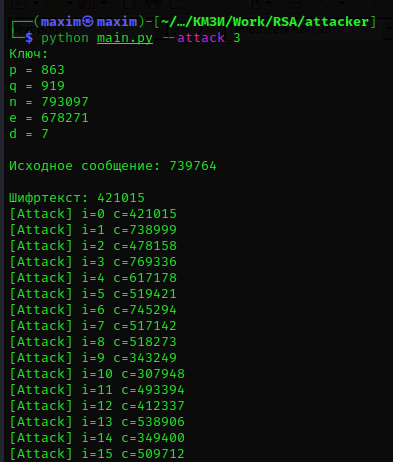 ┌──(maxim㉿maxim)-[~/…/КМЗИ/Work/RSA/attacker]
└─$ python main.py --attack 3
Ключ:
p = 863
q = 919
n = 793097
e = 678271
d = 7
Исходное сообщение: 739764
Шифртекст: 421015
[Attack] i=0 c=421015
[Attack] i=1 c=738999
[Attack] i=2 c=478158
[Attack] i=3 c=769336
[Attack] i=4 c=617178
[Attack] i=5 c=519421
[Attack] i=6 c=745294
[Attack] i=7 c=517142
[Attack] i=8 c=518273
[Attack] i=9 c=343249
[Attack] i=10 c=307948
[Attack] i=11 c=493394
[Attack] i=12 c=412337
[Attack] i=13 c=538906
[Attack] i=14 c=349400
[Attack] i=15 c=509712